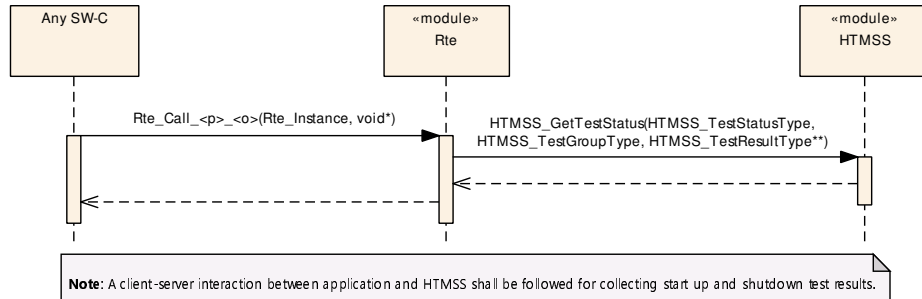 Any SW-C
«module»
Rte
«module»
HTMSS
Rte_Call_<p>_<o>(Rte_Instance, void*)
HTMSS_GetTestStatus(HTMSS_TestStatusType,
HTMSS_TestGroupType, HTMSS_TestResultType**)
Note: A client-server interaction between application and HTMSS shall be followed for collecting start up and shutdown test results.